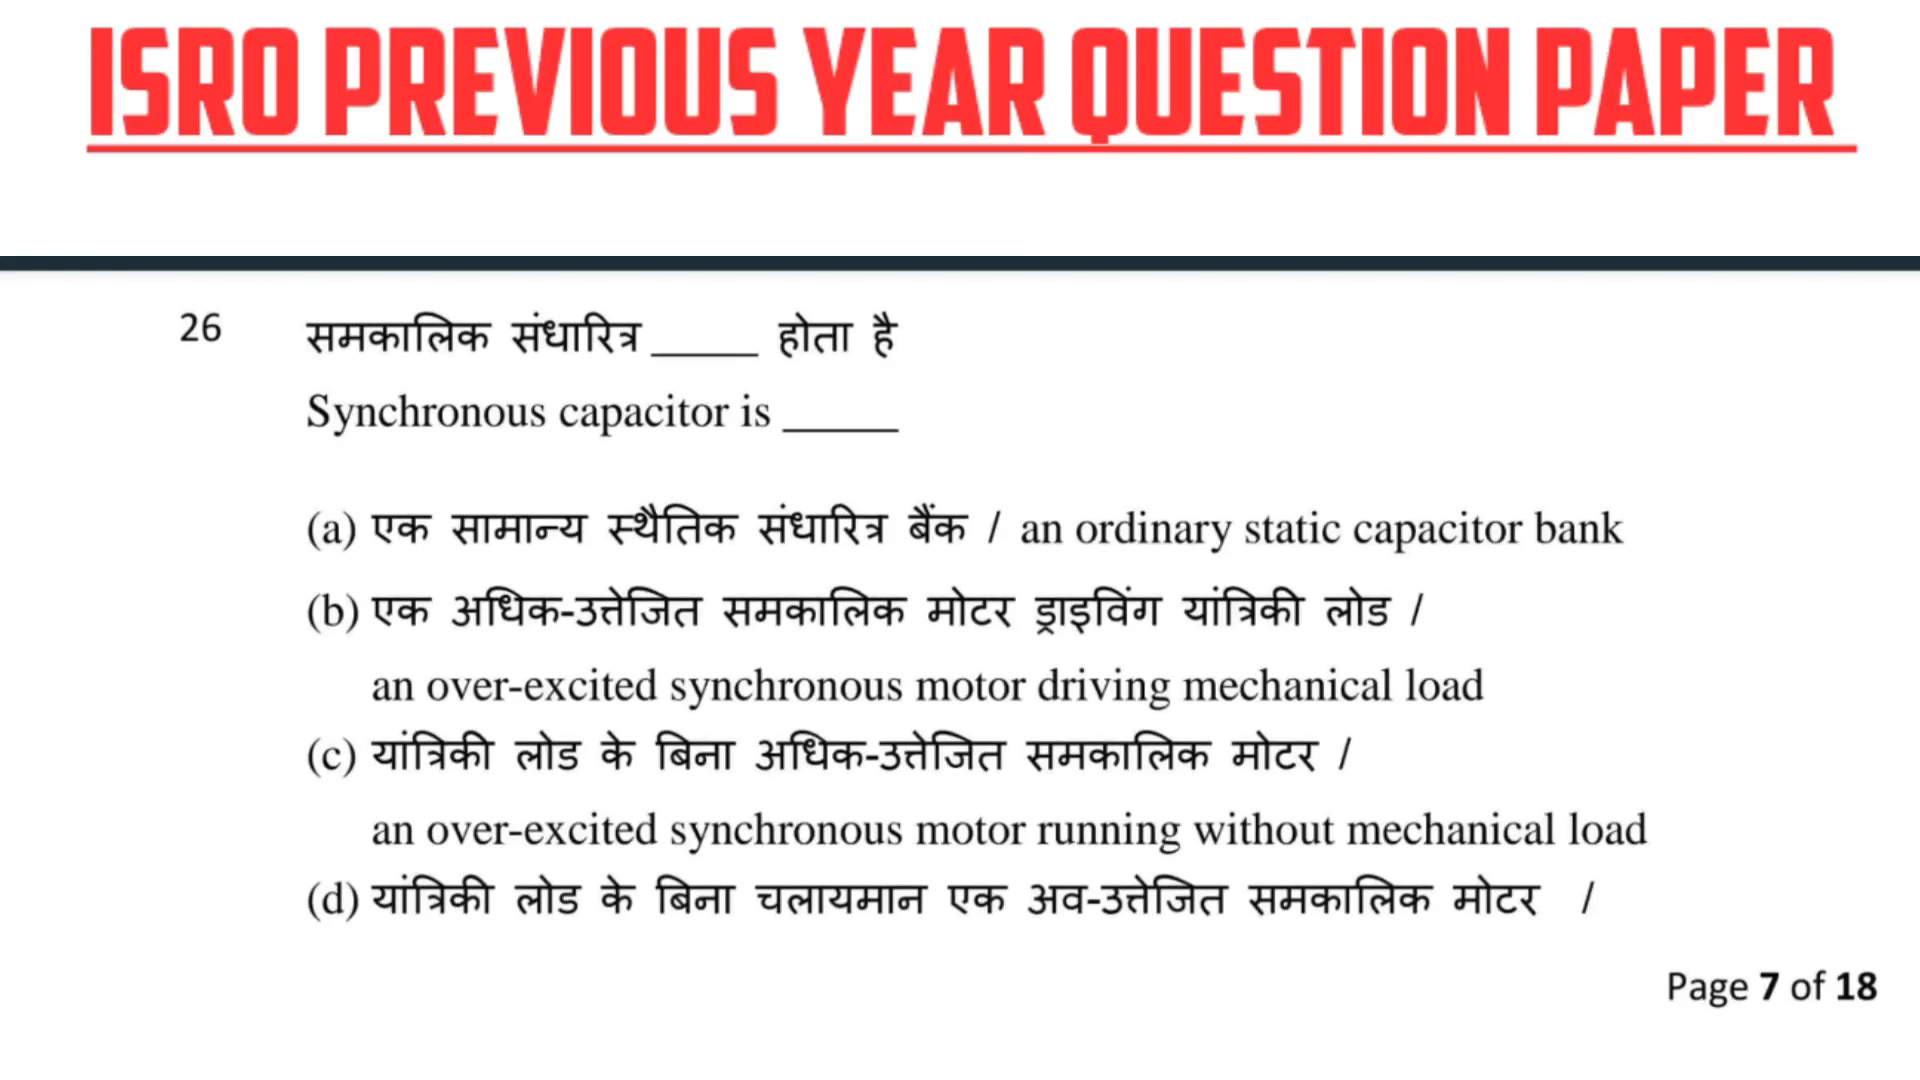 ISRO PREVIOUS YEAR QUESTION PAPER
26 समकालिक संधारित्र _____ होता है
Synchronous capacitor is _____
(a) एक सामान्य स्थैतिक संधारित्र बैंक / an ordinary static capacitor bank
(b) एक अधिक-उत्तेजित समकालिक मोटर ड्राइविंग यांत्रिकी लोड /
an over-excited synchronous motor driving mechanical load
(c) यांत्रिकी लोड के बिना अधिक-उत्तेजित समकालिक मोटर /
an over-excited synchronous motor running without mechanical load
(d) यांत्रिकी लोड के बिना चलायमान एक अव-उत्तेजित समकालिक मोटर /
Page 7 of 18